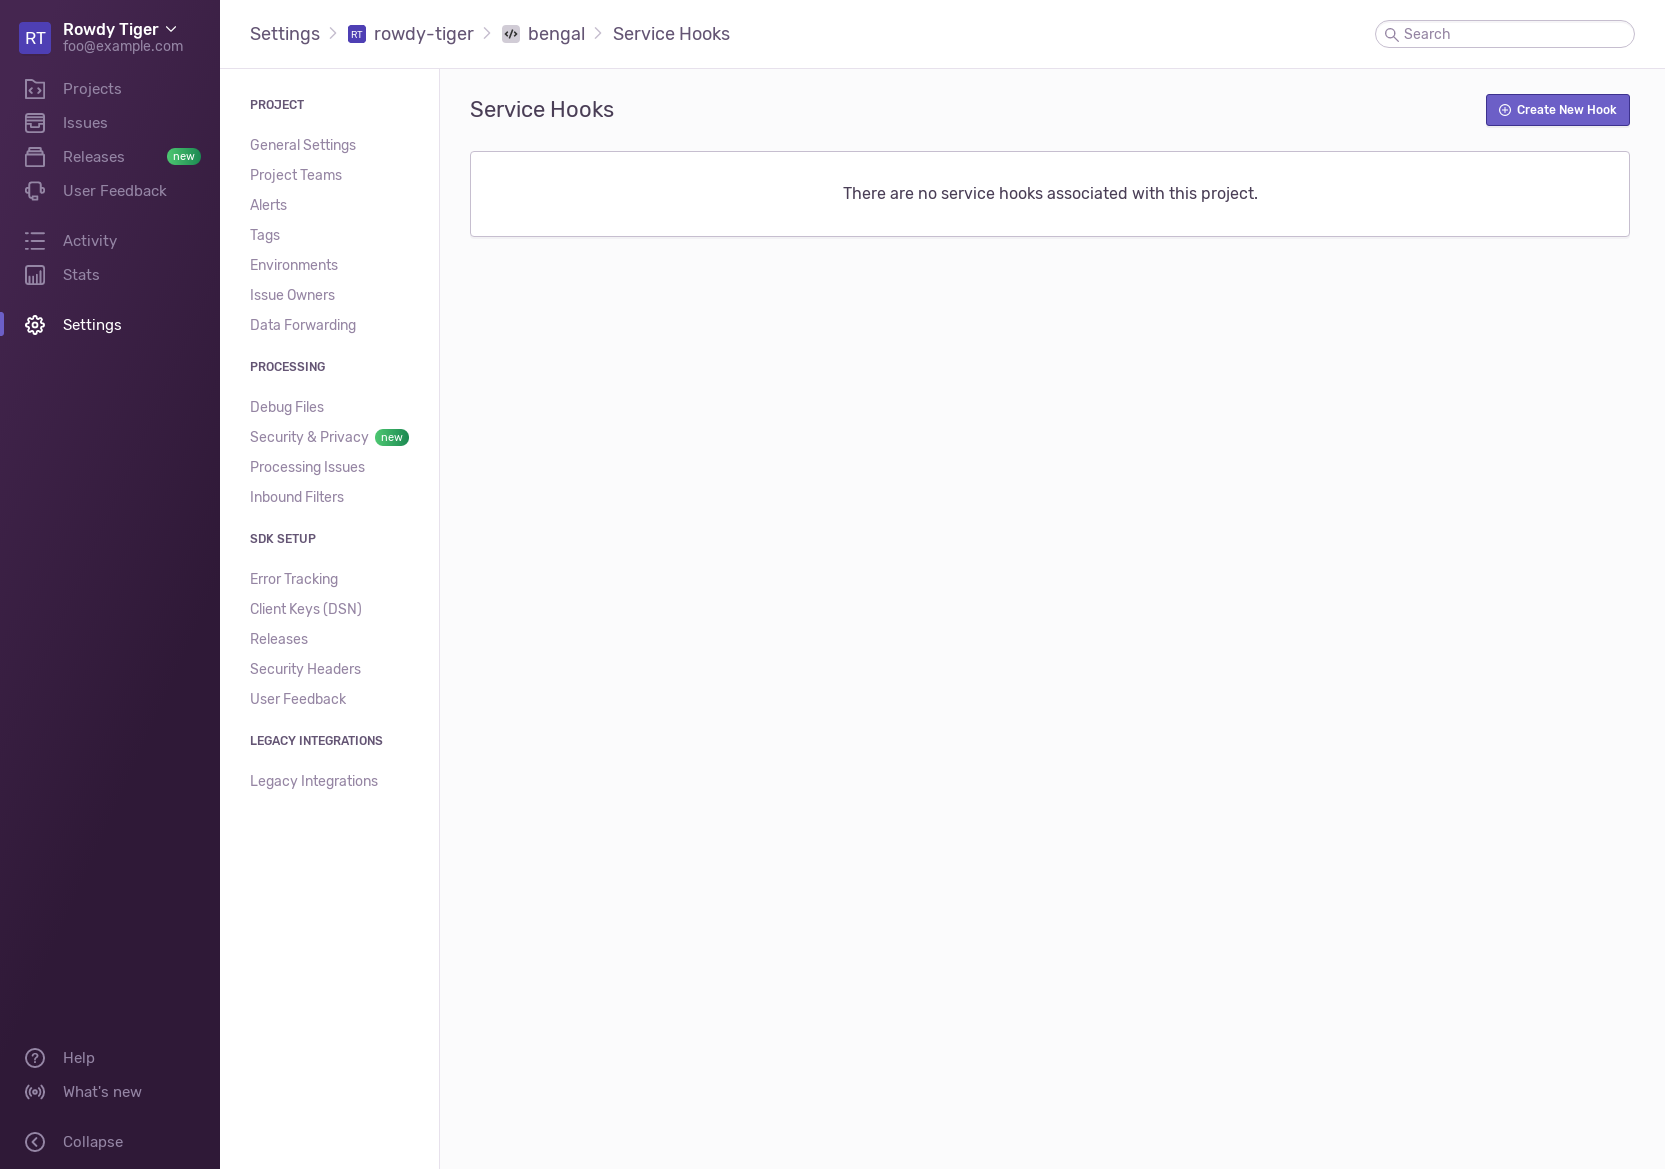 RT
Rowdy Tiger
foo@example.com
Projects
Issues
Releases new
User Feedback
Activity
Stats
Settings
Help
What's new
Collapse
Settings RT rowdy-tiger bengal Service Hooks
Search
PROJECT
General Settings
Project Teams
Alerts
Tags
Environments
Issue Owners
Data Forwarding
PROCESSING
Debug Files
Security & Privacy new
Processing Issues
Inbound Filters
SDK SETUP
Error Tracking
Client Keys (DSN)
Releases
Security Headers
User Feedback
LEGACY INTEGRATIONS
Legacy Integrations
Service Hooks
Create New Hook
There are no service hooks associated with this project.